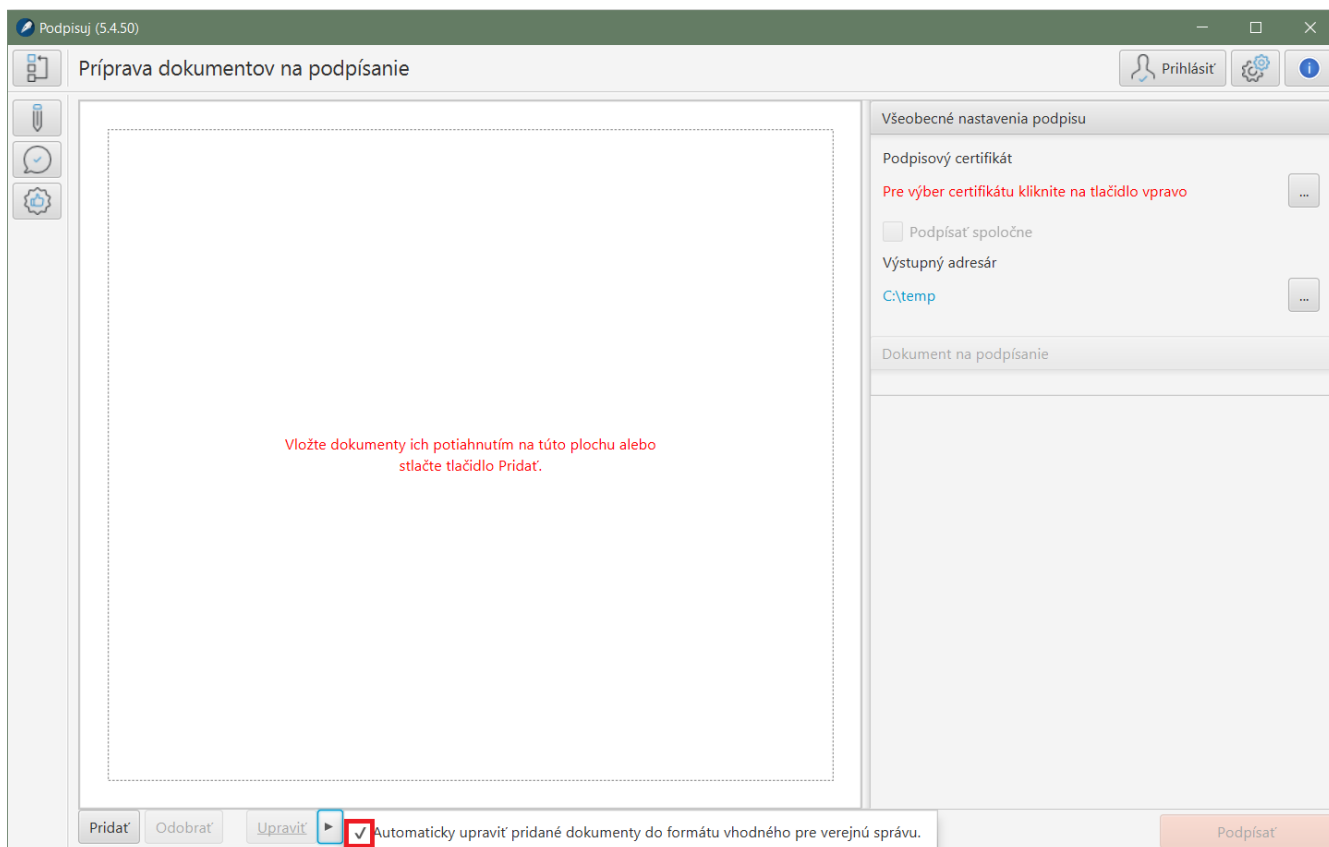 Podpisuj (5.4.50)
Príprava dokumentov na podpísanie
Prihlásiť
Všeobecné nastavenia podpisu
Podpisový certifikát
Pre výber certifikátu kliknite na tlačidlo vpravo
...
Podpísať spoločne
Výstupný adresár
C:\temp
...
Dokument na podpísanie
Vložte dokumenty ich potiahnutím na túto plochu alebo
stlačte tlačidlo Pridať.
Pridať
Odobrať
Upraviť
Automaticky upraviť pridané dokumenty do formátu vhodného pre verejnú správu.
Podpísať